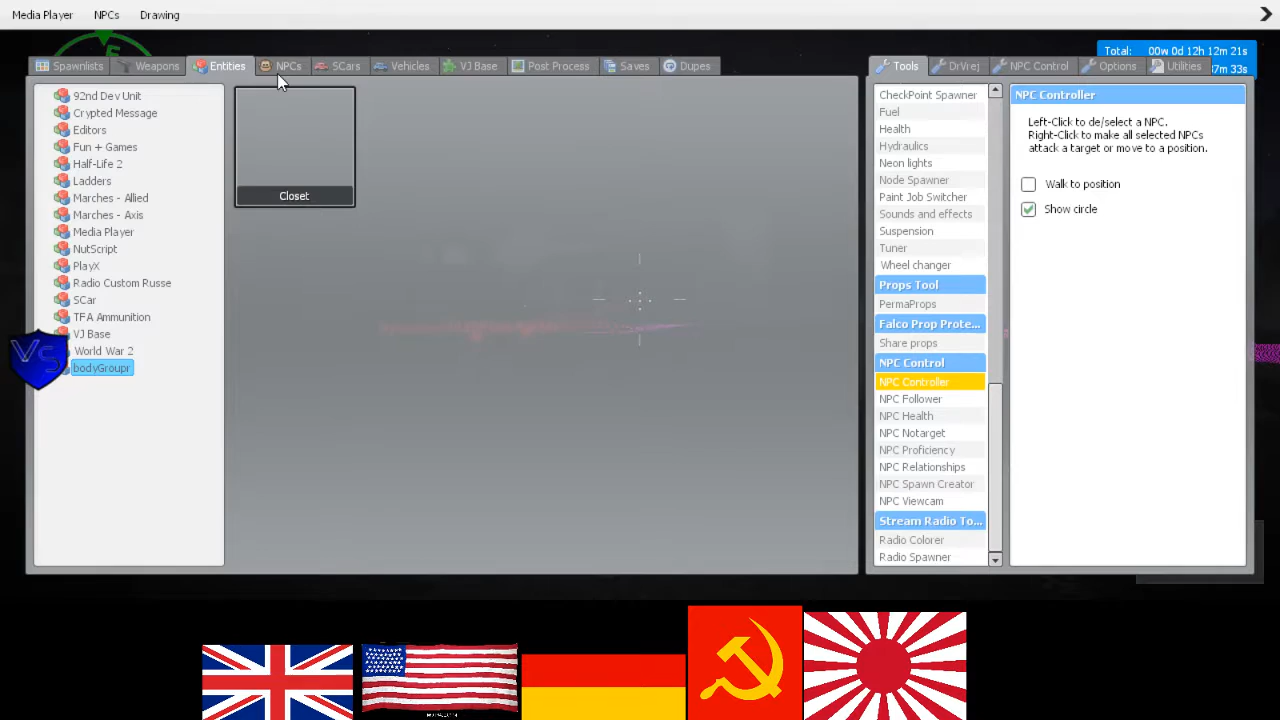 Media Player NPCs Drawing
Total: 00w 0d 12h 12m 21s
37m 33s
Spawnlists Weapons Entities NPCs SCars Vehicles VJ Base Post Process Saves Dupes
Tools DrVrej NPC Control Options Utilities
92nd Dev Unit
Crypted Message
Editors
Fun + Games
Half-Life 2
Ladders
Marches - Allied
Marches - Axis
Media Player
NutScript
PlayX
Radio Custom Russe
SCar
TFA Ammunition
VJ Base
World War 2
bodyGroupr
VS
Closet
CheckPoint Spawner
Fuel
Health
Hydraulics
Neon lights
Node Spawner
Paint Job Switcher
Sounds and effects
Suspension
Tuner
Wheel changer
Props Tool
PermaProps
Falco Prop Prote...
Share props
NPC Control
NPC Controller
NPC Follower
NPC Health
NPC Notarget
NPC Proficiency
NPC Relationships
NPC Spawn Creator
NPC Viewcam
Stream Radio To...
Radio Colorer
Radio Spawner
NPC Controller
Left-Click to de/select a NPC.
Right-Click to make all selected NPCs
attack a target or move to a position.
Walk to position
Show circle